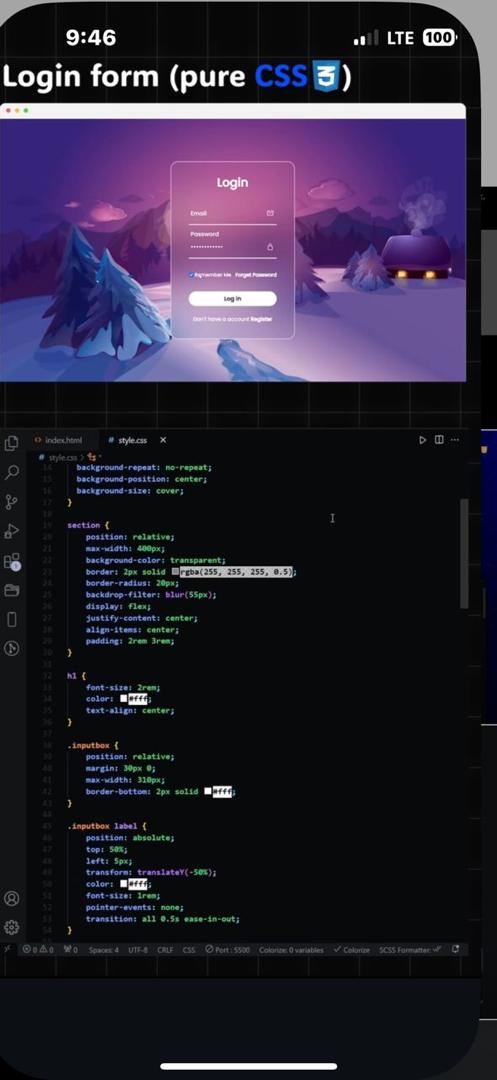 9:46
LTE 100
Login form (pure CSS 3)
Login
Email
Password
Remember Me Forget Password
Log in
Don't have a account Register
index.html # style.css
# style.css >
14 background-repeat: no-repeat;
15 background-position: center;
16 background-size: cover;
17 }
18
19 section {
20 position: relative;
21 max-width: 400px;
22 background-color: transparent;
23 border: 2px solid rgba(255, 255, 255, 0.5);
24 border-radius: 20px;
25 backdrop-filter: blur(55px);
26 display: flex;
27 justify-content: center;
28 align-items: center;
29 padding: 2rem 3rem;
30 }
31
32 h1 {
33 font-size: 2rem;
34 color: #fff;
35 text-align: center;
36 }
37
38 .inputbox {
39 position: relative;
40 margin: 30px 0;
41 max-width: 310px;
42 border-bottom: 2px solid #fff;
43 }
44
45 .inputbox label {
46 position: absolute;
47 top: 50%;
48 left: 5px;
49 transform: translateY(-50%);
50 color: #fff;
51 font-size: 1rem;
52 pointer-events: none;
53 transition: all 0.5s ease-in-out;
54 }
0 0 0 Spaces: 4 UTF-8 CRLF CSS Port : 5500 Colorize: 0 variables Colorize SCSS Formatter: